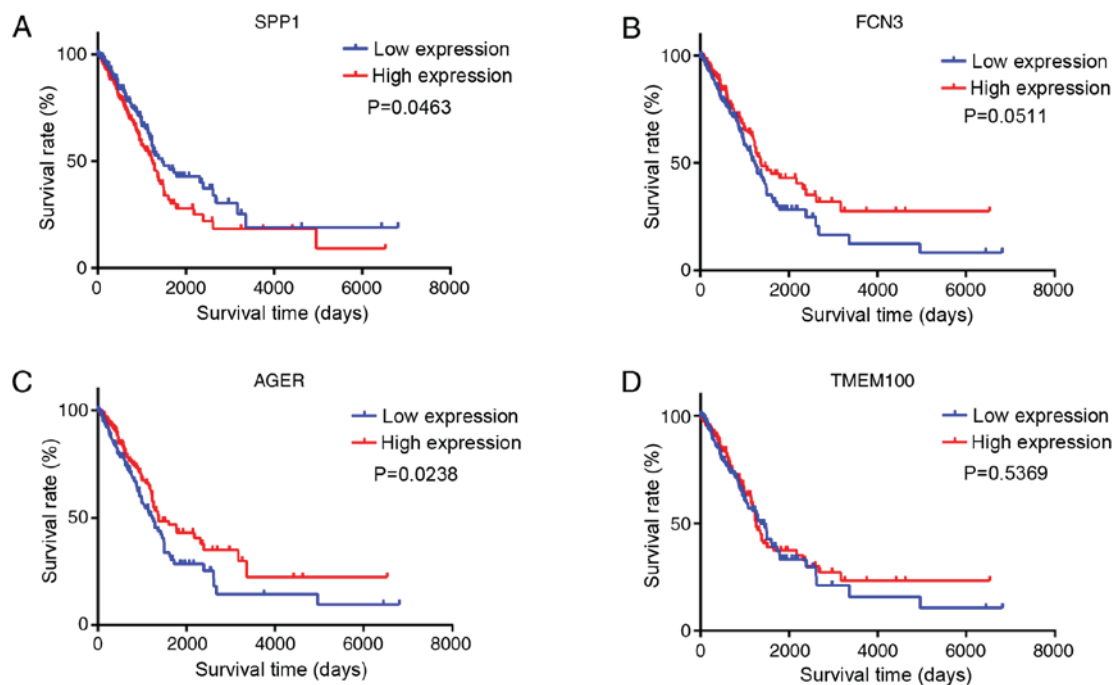 A
SPP1
Low expression
High expression
P=0.0463
Survival rate (%)
100
50
0
0 2000 4000 6000 8000
Survival time (days)
B
FCN3
Low expression
High expression
P=0.0511
Survival rate (%)
100
50
0
0 2000 4000 6000 8000
Survival time (days)
C
AGER
Low expression
High expression
P=0.0238
Survival rate (%)
100
50
0
0 2000 4000 6000 8000
Survival time (days)
D
TMEM100
Low expression
High expression
P=0.5369
Survival rate (%)
100
50
0
0 2000 4000 6000 8000
Survival time (days)